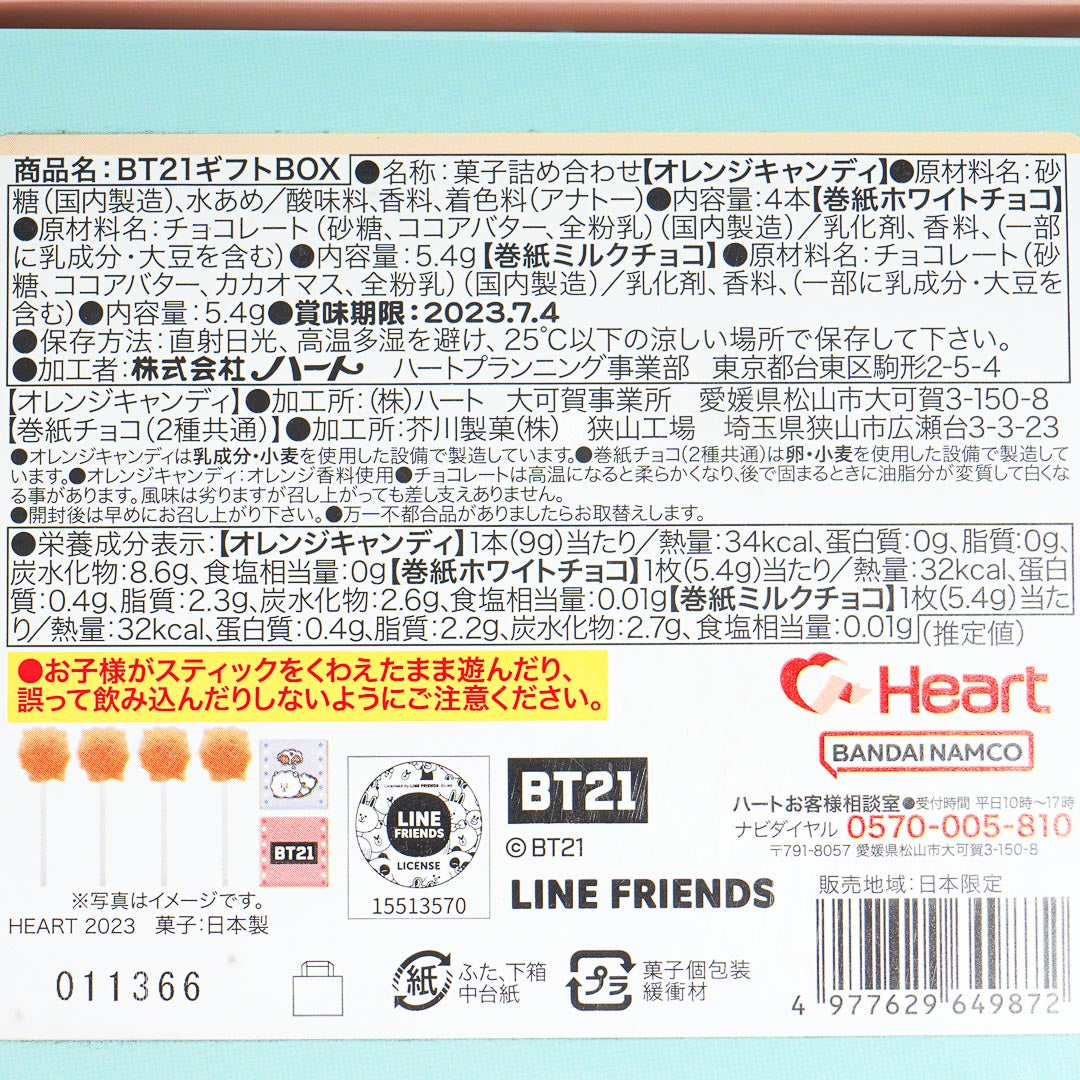 商品名：BT21ギフトBOX ●名称：菓子詰め合わせ【オレンジキャンディ】●原材料名：砂
糖（国内製造）、水あめ／酸味料、香料、着色料（アナトー）●内容量：4本【巻紙ホワイトチョコ】
●原材料名：チョコレート（砂糖、ココアバター、全粉乳）（国内製造）／乳化剤、香料、（一部
に乳成分・大豆を含む）●内容量：5.4g【巻紙ミルクチョコ】●原材料名：チョコレート（砂
糖、ココアバター、カカオマス、全粉乳）（国内製造）／乳化剤、香料、（一部に乳成分・大豆を
含む）●内容量：5.4g●賞味期限：2023.7.4
●保存方法：直射日光、高温多湿を避け、25℃以下の涼しい場所で保存して下さい。
●加工者：株式会社ハート ハートプランニング事業部 東京都台東区駒形2-5-4
【オレンジキャンディ】●加工所：（株）ハート 大可賀事業所 愛媛県松山市大可賀3-150-8
【巻紙チョコ（2種共通）】●加工所：芥川製菓（株） 狭山工場 埼玉県狭山市広瀬台3-3-23
●オレンジキャンディは乳成分・小麦を使用した設備で製造しています。●巻紙チョコ（2種共通）は卵・小麦を使用した設備で製造して
います。●オレンジキャンディ：オレンジ香料使用●チョコレートは高温になると柔らかくなり、後で固まるときに油脂分が変質して白くな
る事があります。風味は劣りますが召し上がっても差し支えありません。
●開封後は早めにお召し上がり下さい。●万一不都合品がありましたらお取替えします。
●栄養成分表示：【オレンジキャンディ】1本（9g）当たり／熱量：34kcal、蛋白質：0g、脂質：0g、
炭水化物：8.6g、食塩相当量：0g【巻紙ホワイトチョコ】1枚（5.4g）当たり／熱量：32kcal、蛋白
質：0.4g、脂質：2.3g、炭水化物：2.6g、食塩相当量：0.01g【巻紙ミルクチョコ】1枚（5.4g）当た
り／熱量：32kcal、蛋白質：0.4g、脂質：2.2g、炭水化物：2.7g、食塩相当量：0.01g（推定値）
●お子様がスティックをくわえたまま遊んだり、
誤って飲み込んだりしないようにご注意ください。
Heart
BANDAI NAMCO
ハートお客様相談室●受付時間 平日10時〜17時
ナビダイヤル 0570-005-810
〒791-8057 愛媛県松山市大可賀3-150-8
販売地域：日本限定
4 977629 649872
BT21
Licensed by LINE FRIENDS
LINE
FRIENDS
LICENSE
15513570
BT21
© BT21
LINE FRIENDS
※写真はイメージです。
HEART 2023 菓子：日本製
011366
紙
ふた、下箱
中台紙
プラ
菓子個包装
緩衝材